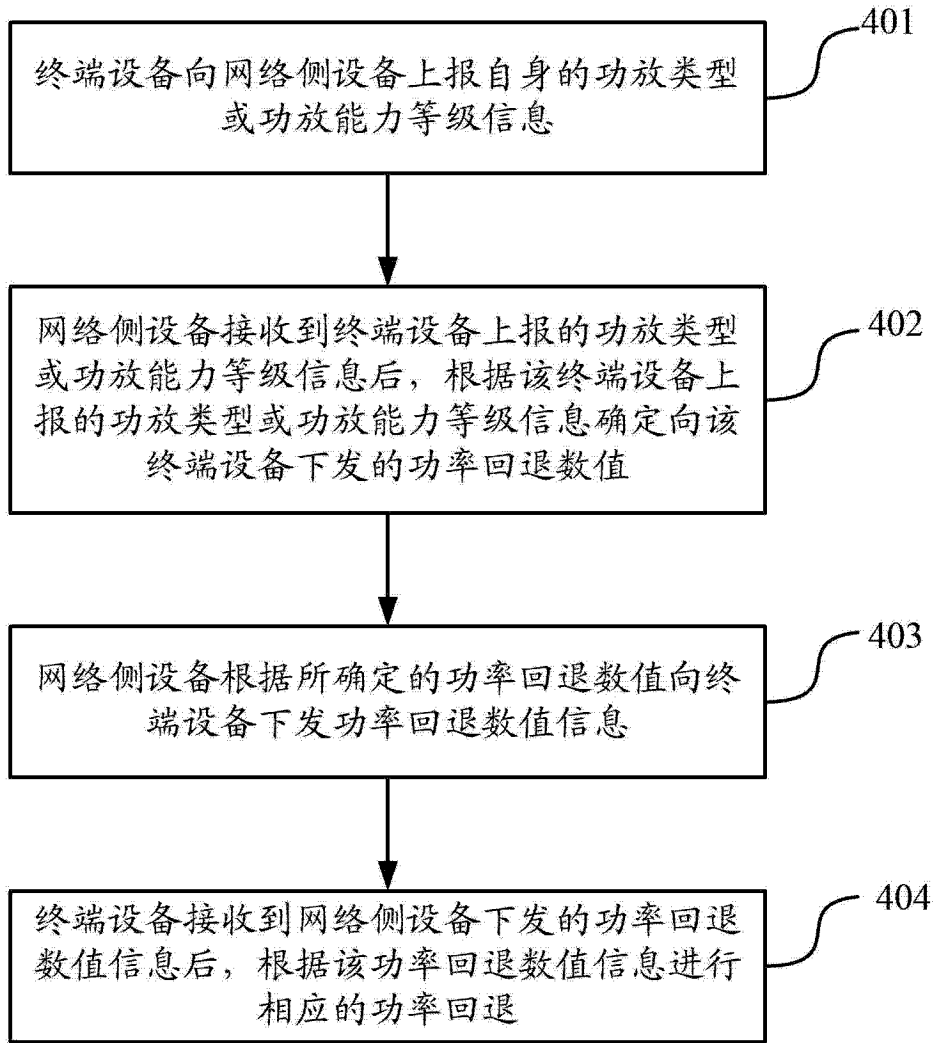 终端设备向网络侧设备上报自身的功放类型
或功放能力等级信息
401
网络侧设备接收到终端设备上报的功放类型
或功放能力等级信息后，根据该终端设备上
报的功放类型或功放能力等级信息确定向该
终端设备下发的功率回退数值
402
网络侧设备根据所确定的功率回退数值向终
端设备下发功率回退数值信息
403
终端设备接收到网络侧设备下发的功率回退
数值信息后，根据该功率回退数值信息进行
相应的功率回退
404